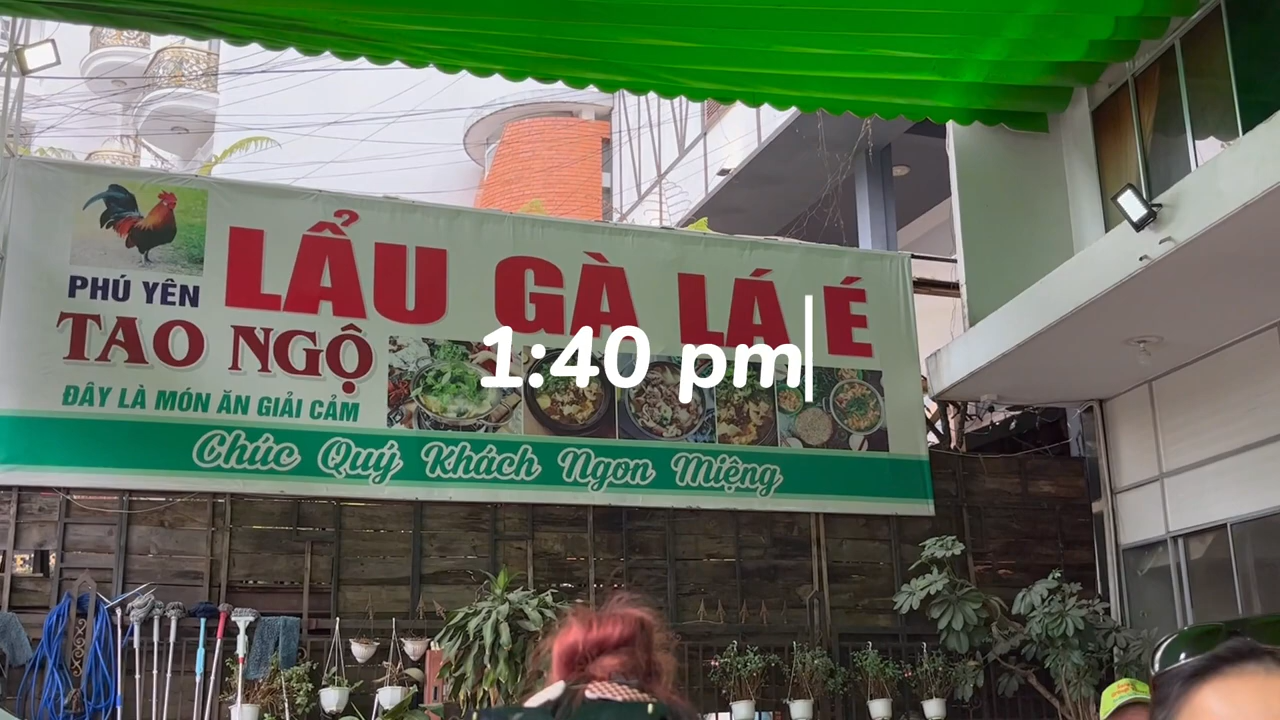 LẨU GÀ LÁ É
PHÚ YÊN
TAO NGỘ
ĐÂY LÀ MÓN ĂN GIẢI CẢM
Chúc Quý Khách Ngon Miệng
1:40 pm